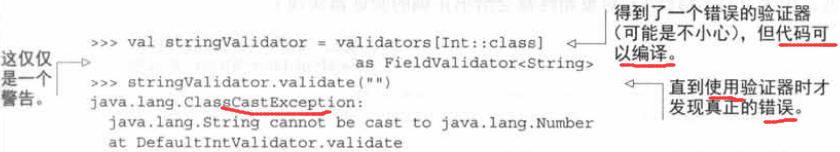 得到了一个错误的验证器
(可能是不小心),但代码可
以编译。
这仅仅
是一个
警告。
>>> val stringValidator = validators[Int::class]
as FieldValidator<String>
>>> stringValidator.validate("")
java.lang.ClassCastException:
java.lang.String cannot be cast to java.lang.Number
at DefaultIntValidator.validate
直到使用验证器时才
发现真正的错误。